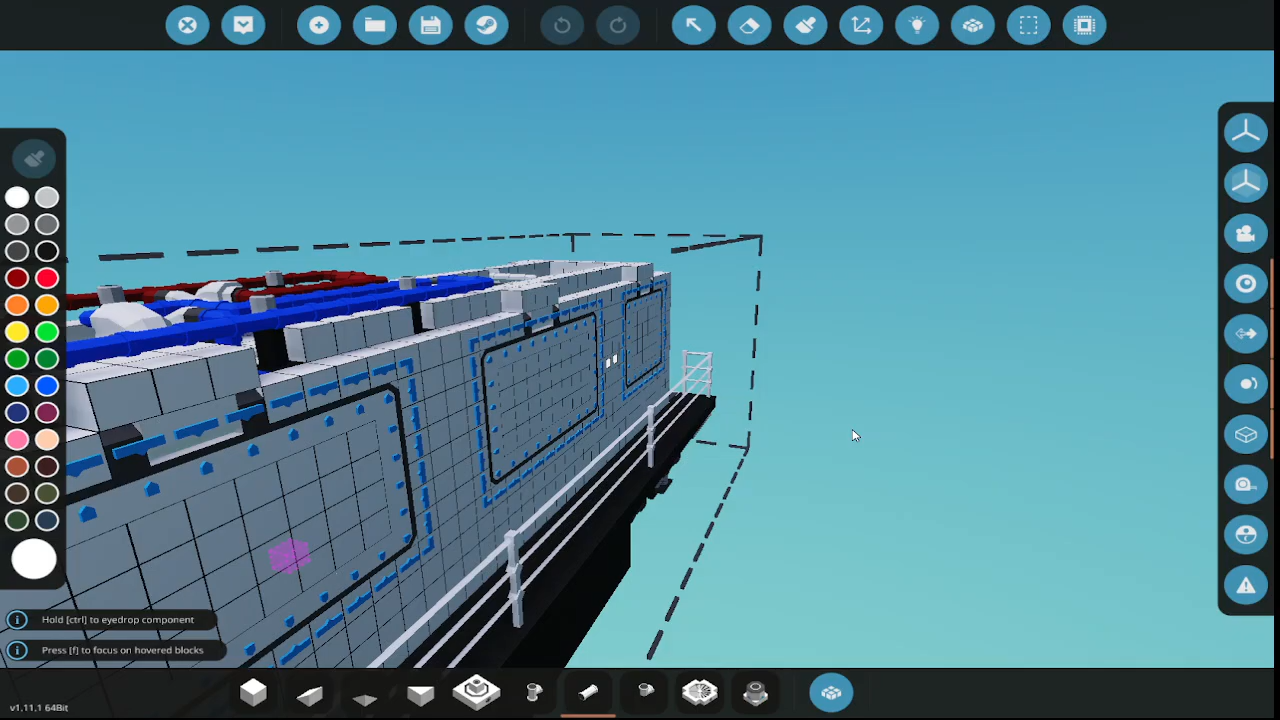 Hold [ctrl] to eyedrop component
Press [f] to focus on hovered blocks
v1.11.1 64Bit